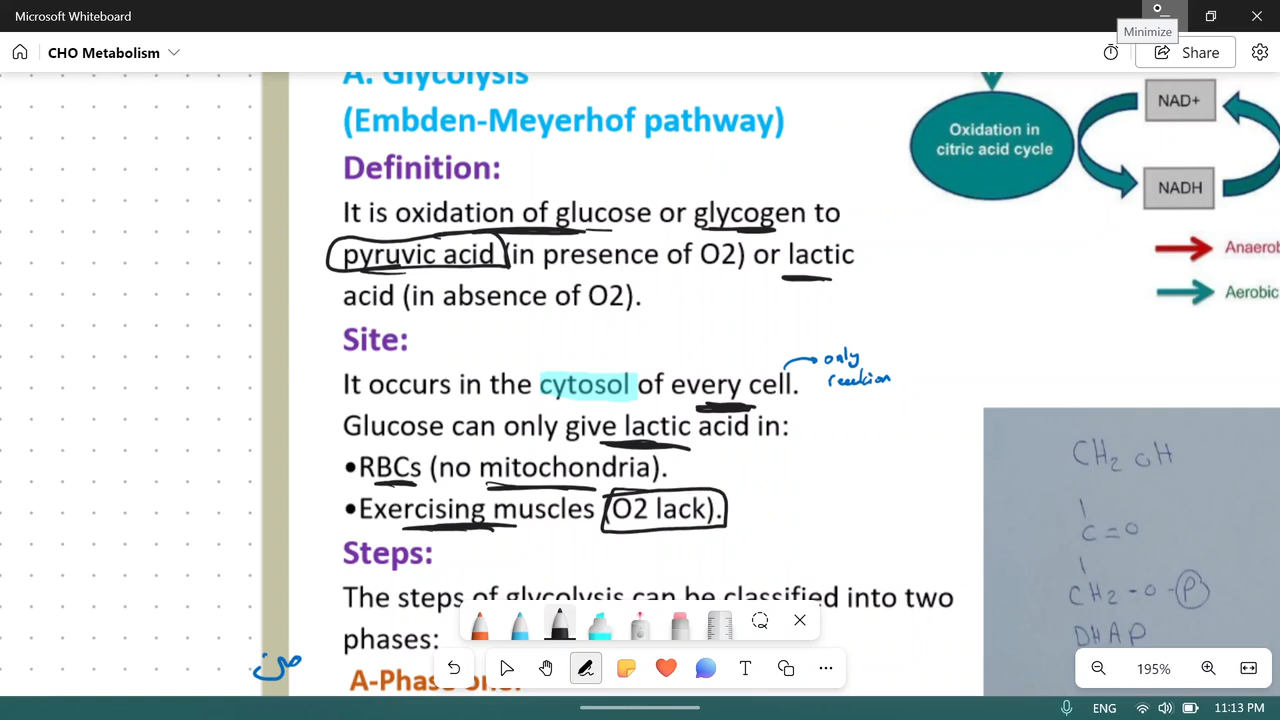 Microsoft Whiteboard
Minimize
CHO Metabolism
Share
A. Glycolysis
(Embden-Meyerhof pathway)
Definition:
It is oxidation of glucose or glycogen to
pyruvic acid (in presence of O2) or lactic
acid (in absence of O2).
Site:
It occurs in the cytosol of every cell.
only
reaction
Glucose can only give lactic acid in:
•RBCs (no mitochondria).
•Exercising muscles (O2 lack).
Steps:
The steps of glycolysis can be classified into two
phases:
A-Phase one:
Oxidation in
citric acid cycle
NAD+
NADH
Anaerob
Aerobic
CH2 OH
C=O
CH2-O-P
DHAP
195%
ENG
11:13 PM